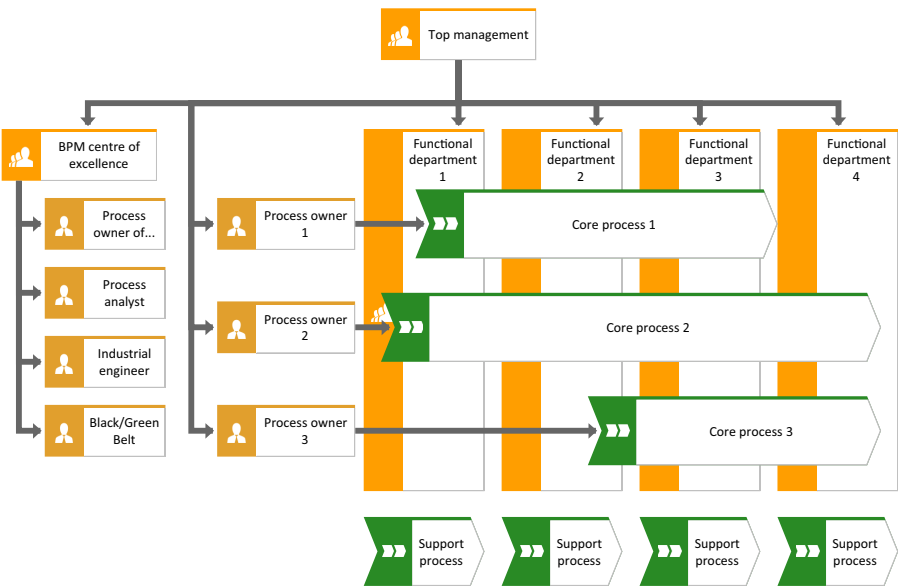 Top management
BPM centre of
excellence
Functional
department
1
Functional
department
2
Functional
department
3
Functional
department
4
Process
owner of...
Process owner
1
Core process 1
Process
analyst
Process owner
2
Core process 2
Industrial
engineer
Black/Green
Belt
Process owner
3
Core process 3
Support
process
Support
process
Support
process
Support
process